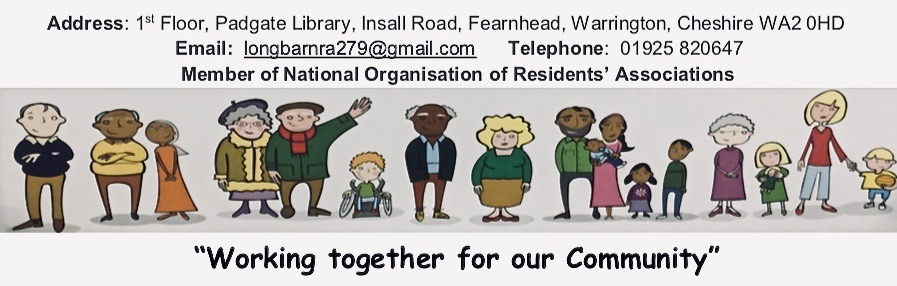 Address: 1st Floor, Padgate Library, Insall Road, Fearnhead, Warrington, Cheshire WA2 0HD
Email: longbarnra279@gmail.com Telephone: 01925 820647
Member of National Organisation of Residents’ Associations
“Working together for our Community”